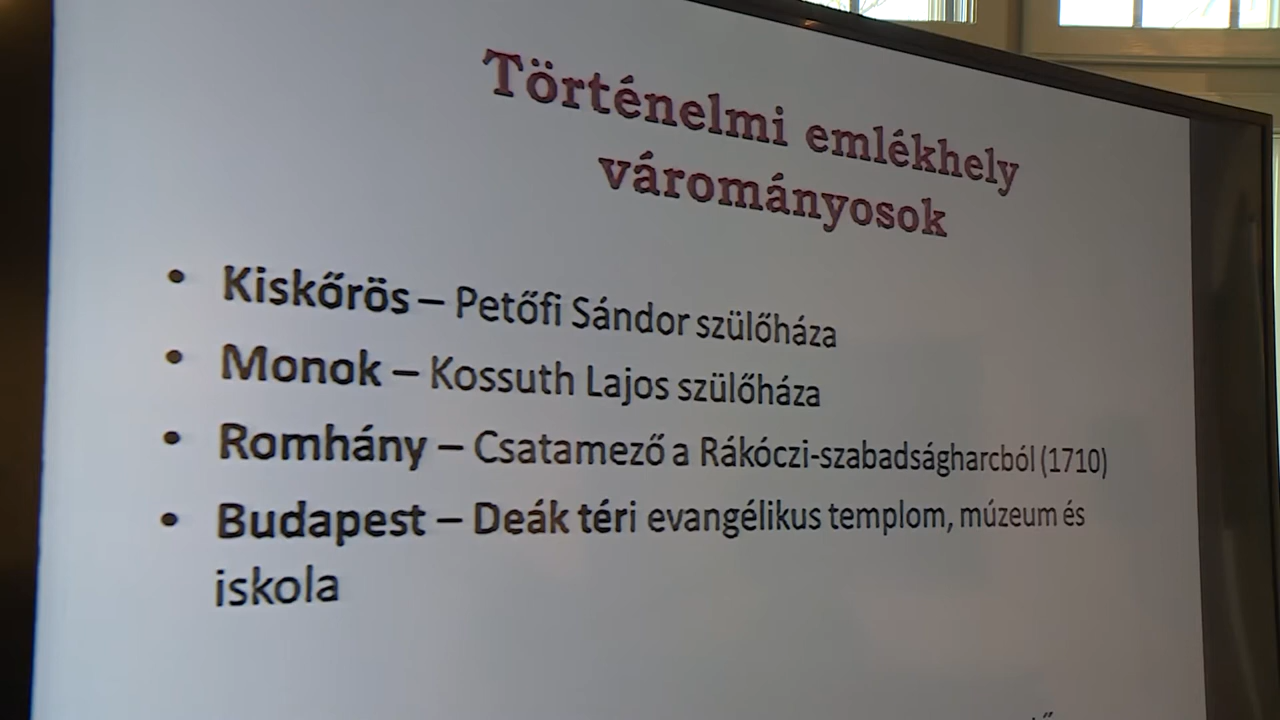 Történelmi emlékhely
várományosok
• Kiskőrös – Petőfi Sándor szülőháza
• Monok – Kossuth Lajos szülőháza
• Romhány – Csatamező a Rákóczi-szabadságharcból (1710)
• Budapest – Deák téri evangélikus templom, múzeum és
iskola